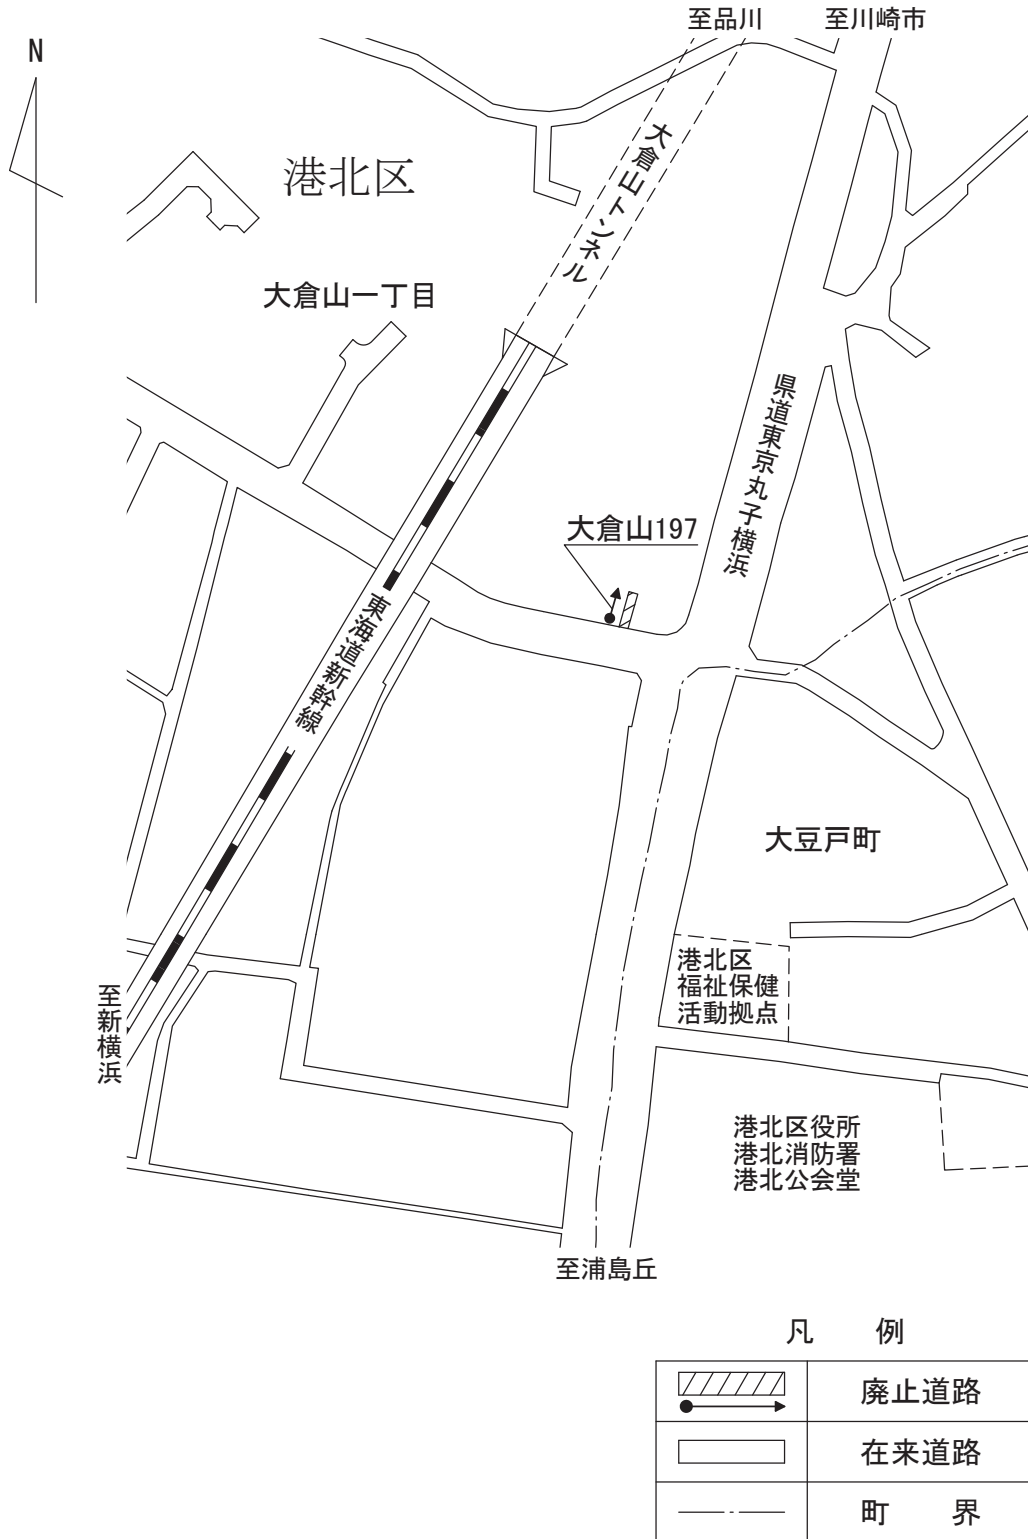 至品川
至川崎市
N
港北区
大倉山トンネル
大倉山一丁目
県道東京丸子横浜
大倉山197
東海道新幹線
大豆戸町
港北区
福祉保健
活動拠点
至新横浜
港北区役所
港北消防署
港北公会堂
至浦島丘
凡 例
廃止道路
在来道路
町 界